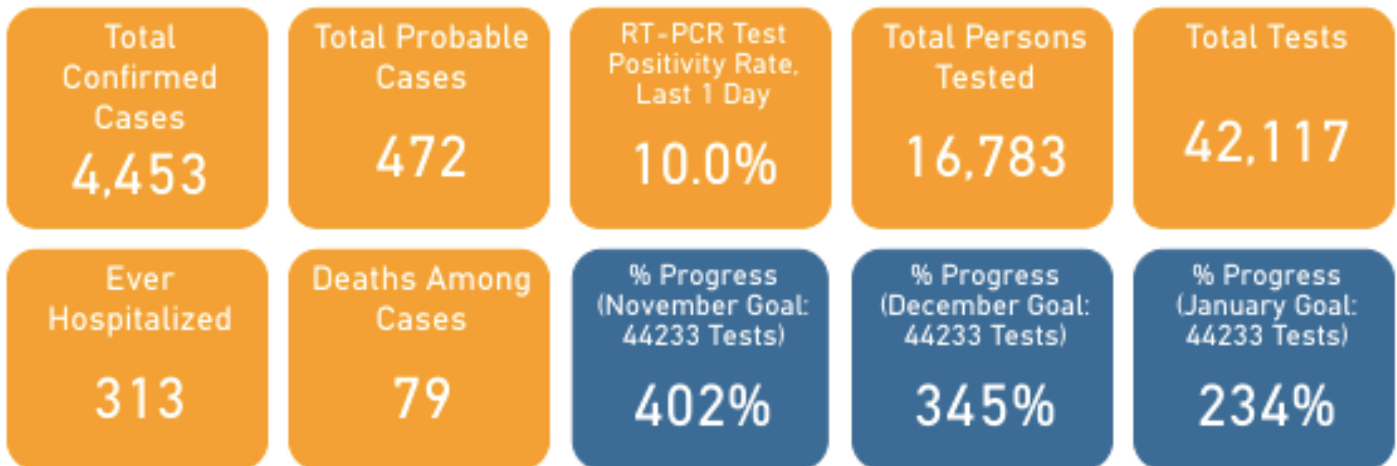 Total
Confirmed
Cases
4,453
Total Probable
Cases
472
RT-PCR Test
Positivity Rate,
Last 1 Day
10.0%
Total Persons
Tested
16,783
Total Tests
42,117
Ever
Hospitalized
313
Deaths Among
Cases
79
% Progress
(November Goal:
44233 Tests)
402%
% Progress
(December Goal:
44233 Tests)
345%
% Progress
(January Goal:
44233 Tests)
234%